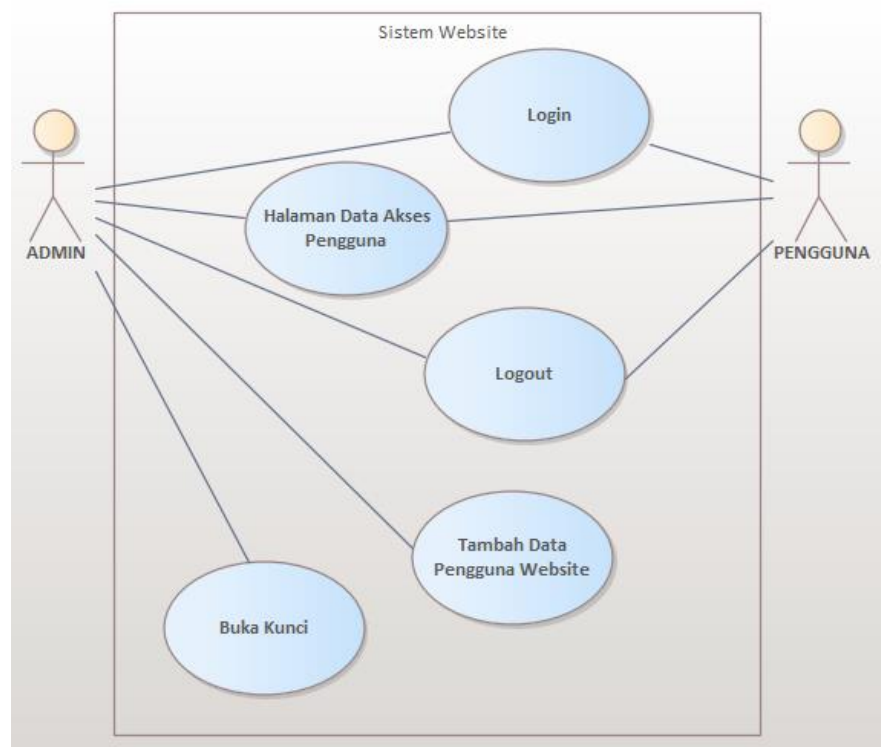 Sistem Website
Login
Halaman Data Akses
Pengguna
ADMIN
PENGGUNA
Logout
Tambah Data
Pengguna Website
Buka Kunci